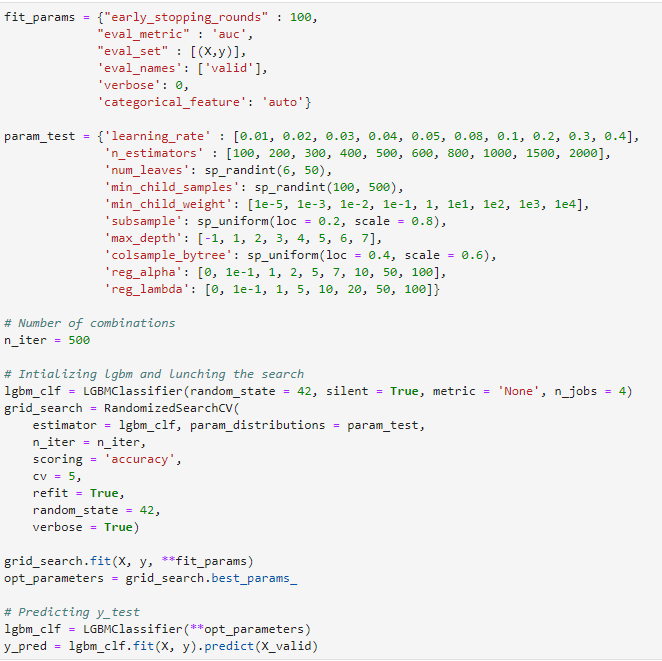 fit_params = {"early_stopping_rounds" : 100,
             "eval_metric" : 'auc',
             "eval_set" : [(X,y)],
             'eval_names': ['valid'],
             'verbose': 0,
             'categorical_feature': 'auto'}

param_test = {'learning_rate' : [0.01, 0.02, 0.03, 0.04, 0.05, 0.08, 0.1, 0.2, 0.3, 0.4],
              'n_estimators' : [100, 200, 300, 400, 500, 600, 800, 1000, 1500, 2000],
              'num_leaves': sp_randint(6, 50),
              'min_child_samples': sp_randint(100, 500),
              'min_child_weight': [1e-5, 1e-3, 1e-2, 1e-1, 1, 1e1, 1e2, 1e3, 1e4],
              'subsample': sp_uniform(loc = 0.2, scale = 0.8),
              'max_depth': [-1, 1, 2, 3, 4, 5, 6, 7],
              'colsample_bytree': sp_uniform(loc = 0.4, scale = 0.6),
              'reg_alpha': [0, 1e-1, 1, 2, 5, 7, 10, 50, 100],
              'reg_lambda': [0, 1e-1, 1, 5, 10, 20, 50, 100]}

# Number of combinations
n_iter = 500

# Intializing lgbm and lunching the search
lgbm_clf = LGBMClassifier(random_state = 42, silent = True, metric = 'None', n_jobs = 4)
grid_search = RandomizedSearchCV(
    estimator = lgbm_clf, param_distributions = param_test,
    n_iter = n_iter,
    scoring = 'accuracy',
    cv = 5,
    refit = True,
    random_state = 42,
    verbose = True)

grid_search.fit(X, y, **fit_params)
opt_parameters = grid_search.best_params_

# Predicting y_test
lgbm_clf = LGBMClassifier(**opt_parameters)
y_pred = lgbm_clf.fit(X, y).predict(X_valid)